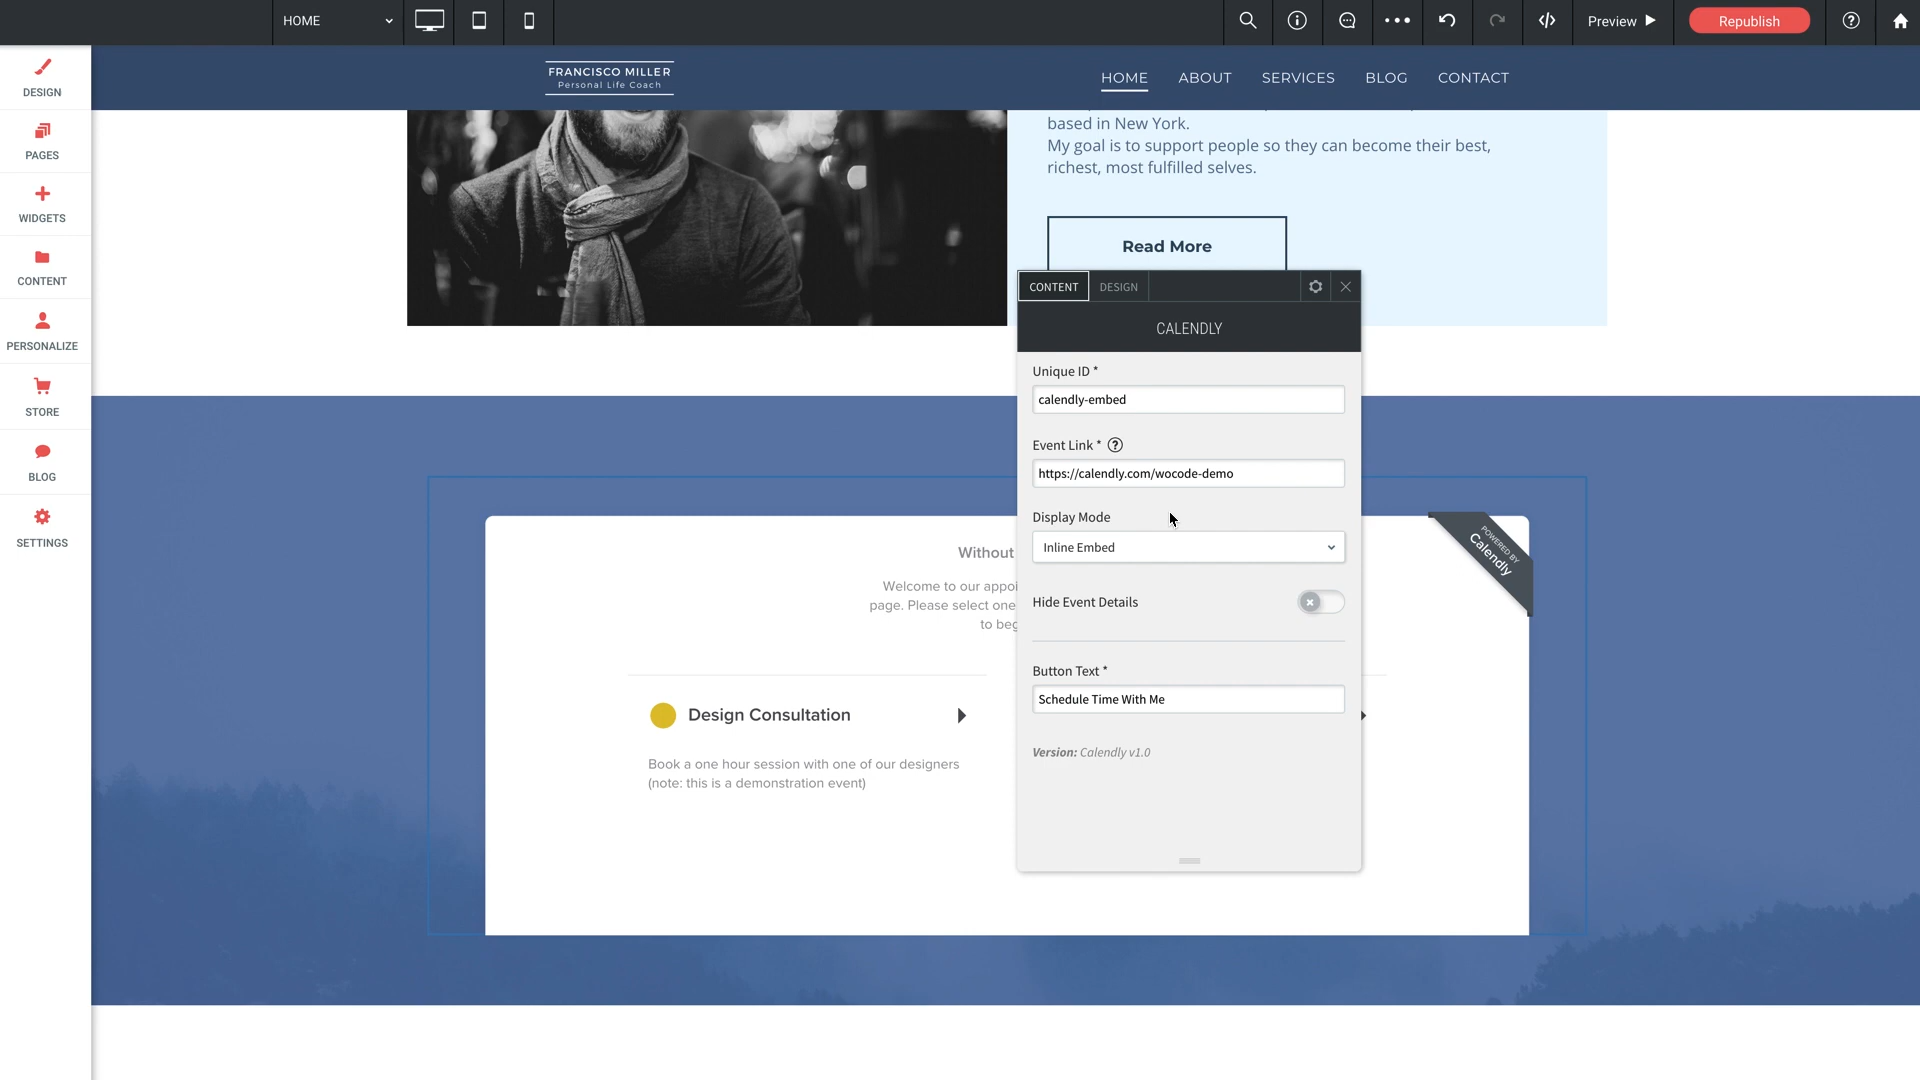 HOME
Preview
Republish
DESIGN
PAGES
WIDGETS
CONTENT
PERSONALIZE
STORE
BLOG
SETTINGS
FRANCISCO MILLER
Personal Life Coach
HOME ABOUT SERVICES BLOG CONTACT
based in New York.
My goal is to support people so they can become their best,
richest, most fulfilled selves.
Read More
CONTENT DESIGN
CALENDLY
Unique ID *
calendly-embed
Event Link *
https://calendly.com/wocode-demo
Display Mode
Inline Embed
Hide Event Details
Button Text *
Schedule Time With Me
Version: Calendly v1.0
Without
Welcome to our appoi
page. Please select one
to beg
Design Consultation
Book a one hour session with one of our designers
(note: this is a demonstration event)
POWERED BY
Calendly